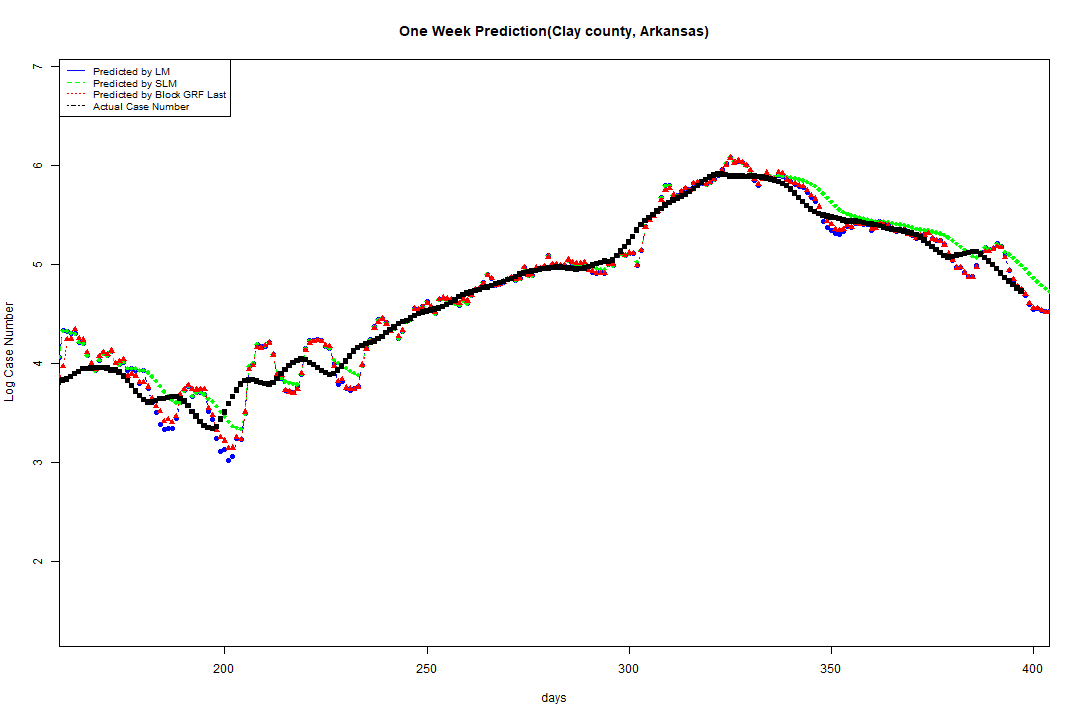 One Week Prediction(Clay county, Arkansas)
Predicted by LM
Predicted by SLM
Predicted by Block GRF Last
Actual Case Number
Log Case Number
7
6
5
4
3
2
200 250 300 350 400
days